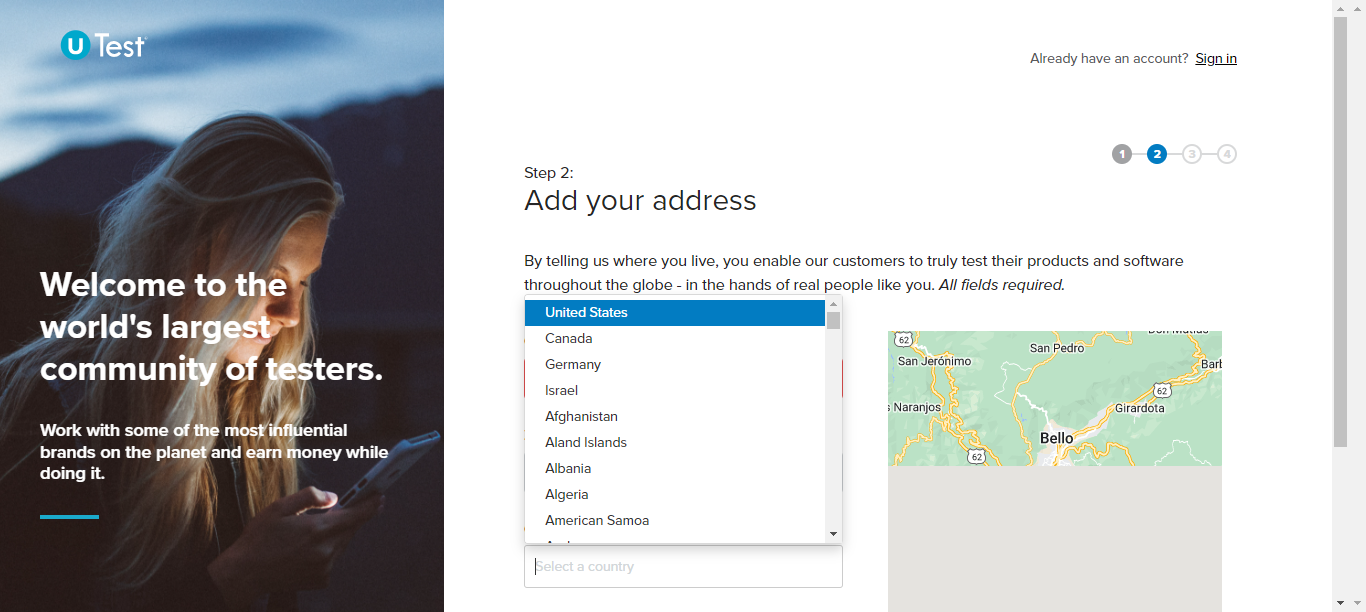 U Test
Already have an account? Sign in
1 2 3 4
Step 2:
Add your address
By telling us where you live, you enable our customers to truly test their products and software
throughout the globe - in the hands of real people like you. All fields required.
Welcome to the
world's largest
community of testers.
Work with some of the most influential
brands on the planet and earn money while
doing it.
United States
Canada
Germany
Israel
Afghanistan
Aland Islands
Albania
Algeria
American Samoa
Select a country
62
San Pedro
San Jerónimo
62
Naranjos
Girardota
Bello
62